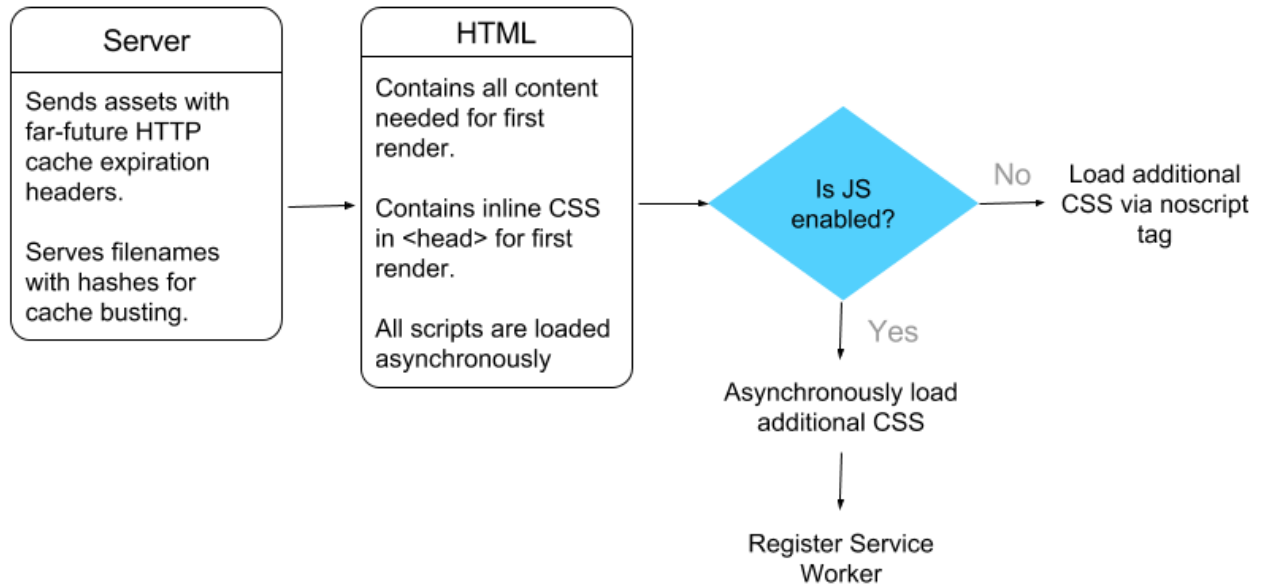 Server
Sends assets with
far-future HTTP
cache expiration
headers.
Serves filenames
with hashes for
cache busting.
HTML
Contains all content
needed for first
render.
Contains inline CSS
in <head> for first
render.
All scripts are loaded
asynchronously
Is JS
enabled?
No
Load additional
CSS via noscript
tag
Yes
Asynchronously load
additional CSS
Register Service
Worker